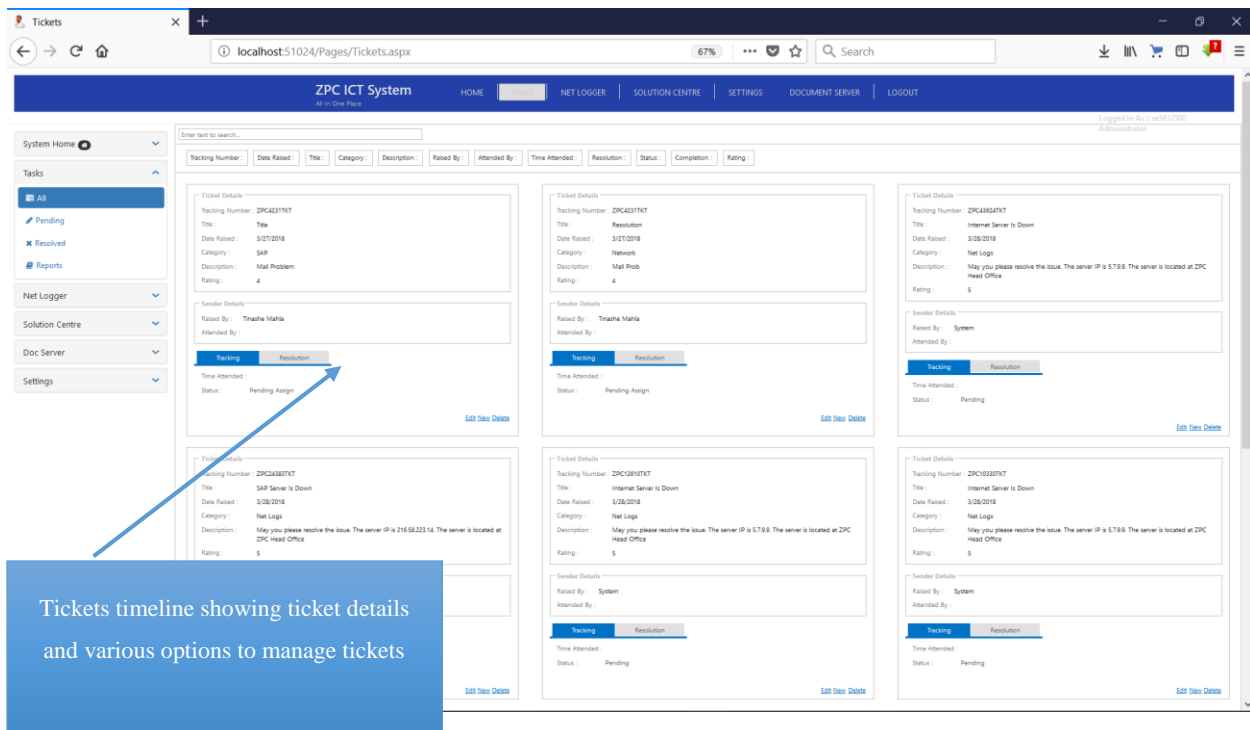 Tickets
localhost:51024/Pages/Tickets.aspx
67%
Search
ZPC ICT System
All In One Place
HOME
TASKS
NET LOGGER
SOLUTION CENTRE
SETTINGS
DOCUMENT SERVER
LOGOUT
Logged In As :: ze5612500
Administrator
System Home
Tasks
All
Pending
Resolved
Reports
Net Logger
Solution Centre
Doc Server
Settings
Enter text to search...
Tracking Number : Date Raised : Title : Category : Description : Raised By : Attended By : Time Attended : Resolution : Status : Completion : Rating :
Ticket Details
Tracking Number : ZPC4231TKT
Title : Title
Date Raised : 3/27/2018
Category : SAP
Description : Mail Problem
Rating : 4
Sender Details
Raised By : Tinashe Mahla
Attended By :
Tracking Resolution
Time Attended :
Status : Pending Assign
Edit New Delete
Ticket Details
Tracking Number : ZPC4231TKT
Title : Resolution
Date Raised : 3/27/2018
Category : Network
Description : Mail Prob
Rating : 4
Sender Details
Raised By : Tinashe Mahla
Attended By :
Tracking Resolution
Time Attended :
Status : Pending Assign
Edit New Delete
Ticket Details
Tracking Number : ZPC43624TKT
Title : Internet Server Is Down
Date Raised : 3/28/2018
Category : Net Logs
Description : May you please resolve the issue. The server IP is 5.7.9.9. The server is located at ZPC
Head Office
Rating : 5
Sender Details
Raised By : System
Attended By :
Tracking Resolution
Time Attended :
Status : Pending
Edit New Delete
Ticket Details
Tracking Number : ZPC24383TKT
Title : SAP Server Is Down
Date Raised : 3/28/2018
Category : Net Logs
Description : May you please resolve the issue. The server IP is 216.58.223.14. The server is located at
ZPC Head Office
Rating : 5
Edit New Delete
Ticket Details
Tracking Number : ZPC12610TKT
Title : Internet Server Is Down
Date Raised : 3/28/2018
Category : Net Logs
Description : May you please resolve the issue. The server IP is 5.7.9.9. The server is located at ZPC
Head Office
Rating : 5
Sender Details
Raised By : System
Attended By :
Tracking Resolution
Time Attended :
Status : Pending
Edit New Delete
Ticket Details
Tracking Number : ZPC10330TKT
Title : Internet Server Is Down
Date Raised : 3/28/2018
Category : Net Logs
Description : May you please resolve the issue. The server IP is 5.7.9.9. The server is located at ZPC
Head Office
Rating : 5
Sender Details
Raised By : System
Attended By :
Tracking Resolution
Time Attended :
Status : Pending
Edit New Delete
Tickets timeline showing ticket details
and various options to manage tickets